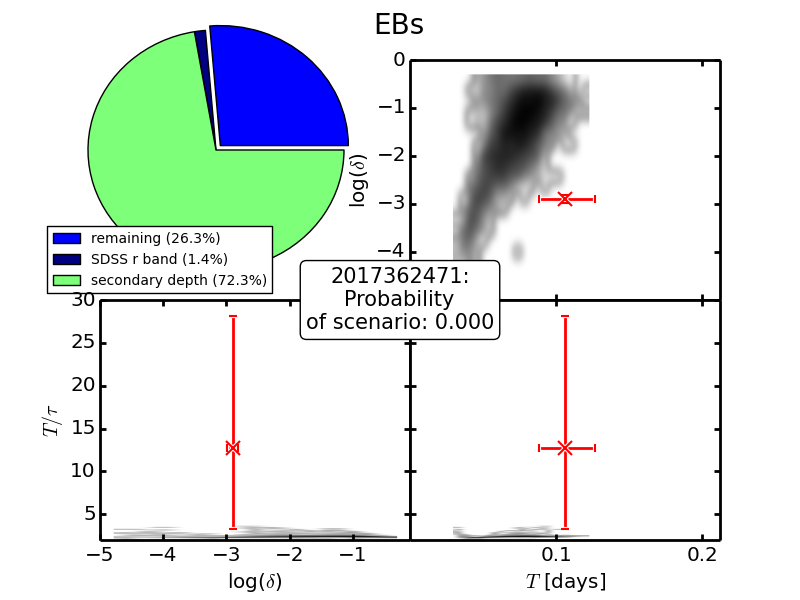 EBs
remaining (26.3%)
SDSS r band (1.4%)
secondary depth (72.3%)
log(δ)
0
−1
−2
−3
−4
2017362471:
Probability
of scenario: 0.000
T/τ
30
25
20
15
10
5
−5 −4 −3 −2 −1
log(δ)
0.1 0.2
T [days]